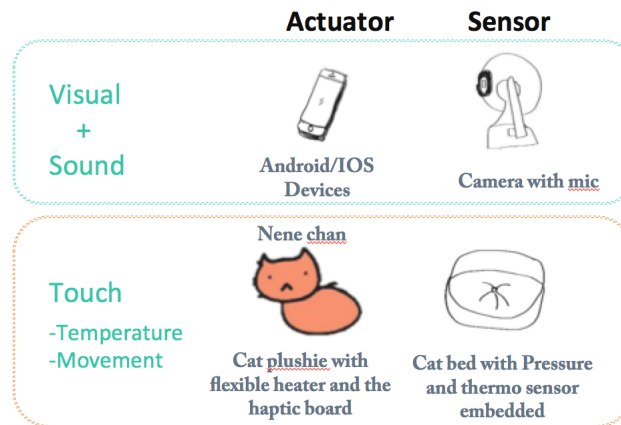 Actuator Sensor
Visual
+
Sound
Android/IOS
Devices
Camera with mic
Nene chan
Touch
-Temperature
-Movement
Cat plushie with
flexible heater and the
haptic board
Cat bed with Pressure
and thermo sensor
embedded